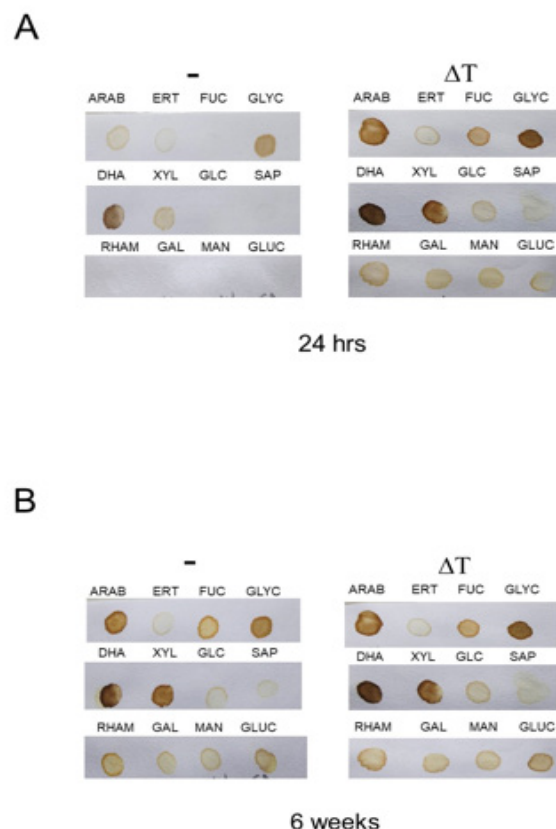 A
- ΔT
ARAB ERT FUC GLYC ARAB ERT FUC GLYC
DHA XYL GLC SAP DHA XYL GLC SAP
RHAM GAL MAN GLUC RHAM GAL MAN GLUC
24 hrs
B
- ΔT
ARAB ERT FUC GLYC ARAB ERT FUC GLYC
DHA XYL GLC SAP DHA XYL GLC SAP
RHAM GAL MAN GLUC RHAM GAL MAN GLUC
6 weeks